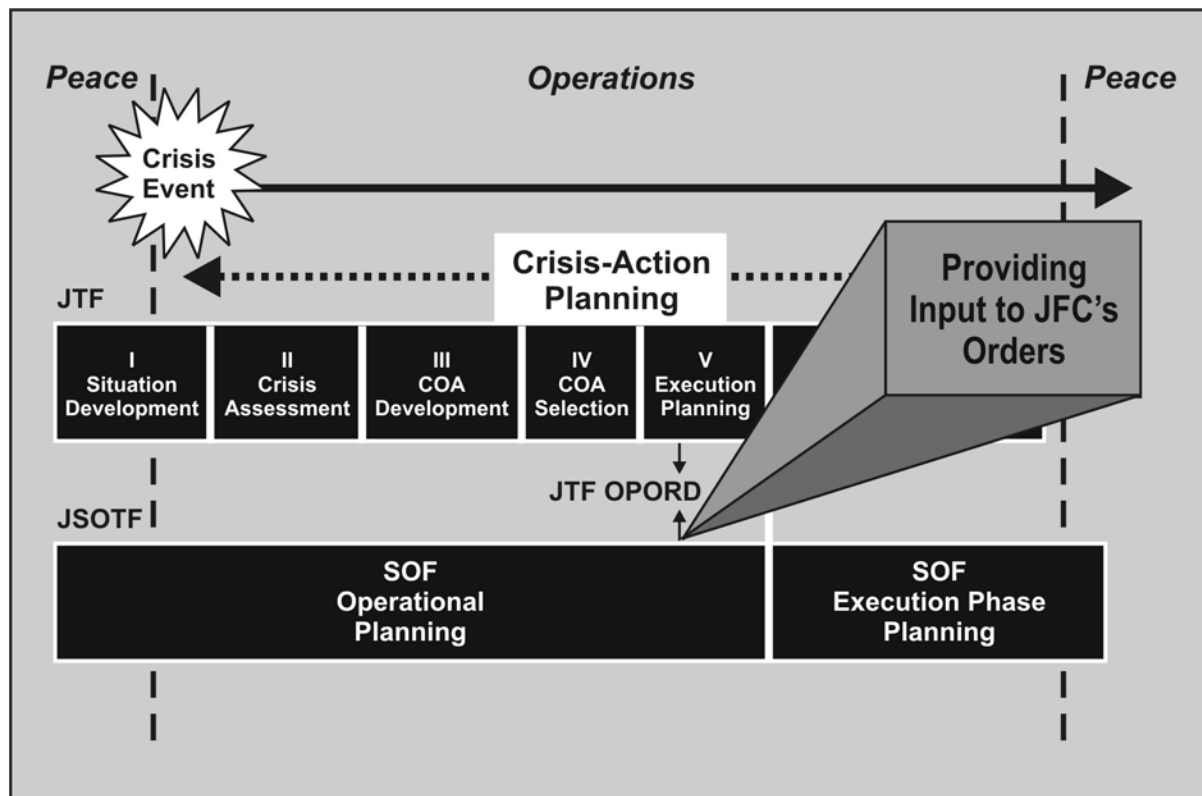 Peace
Operations
Peace
Crisis
Event
Crisis-Action
Planning
Providing
Input to JFC’s
Orders
JTF
I
Situation
Development
II
Crisis
Assessment
III
COA
Development
IV
COA
Selection
V
Execution
Planning
JTF OPORD
JSOTF
SOF
Operational
Planning
SOF
Execution Phase
Planning